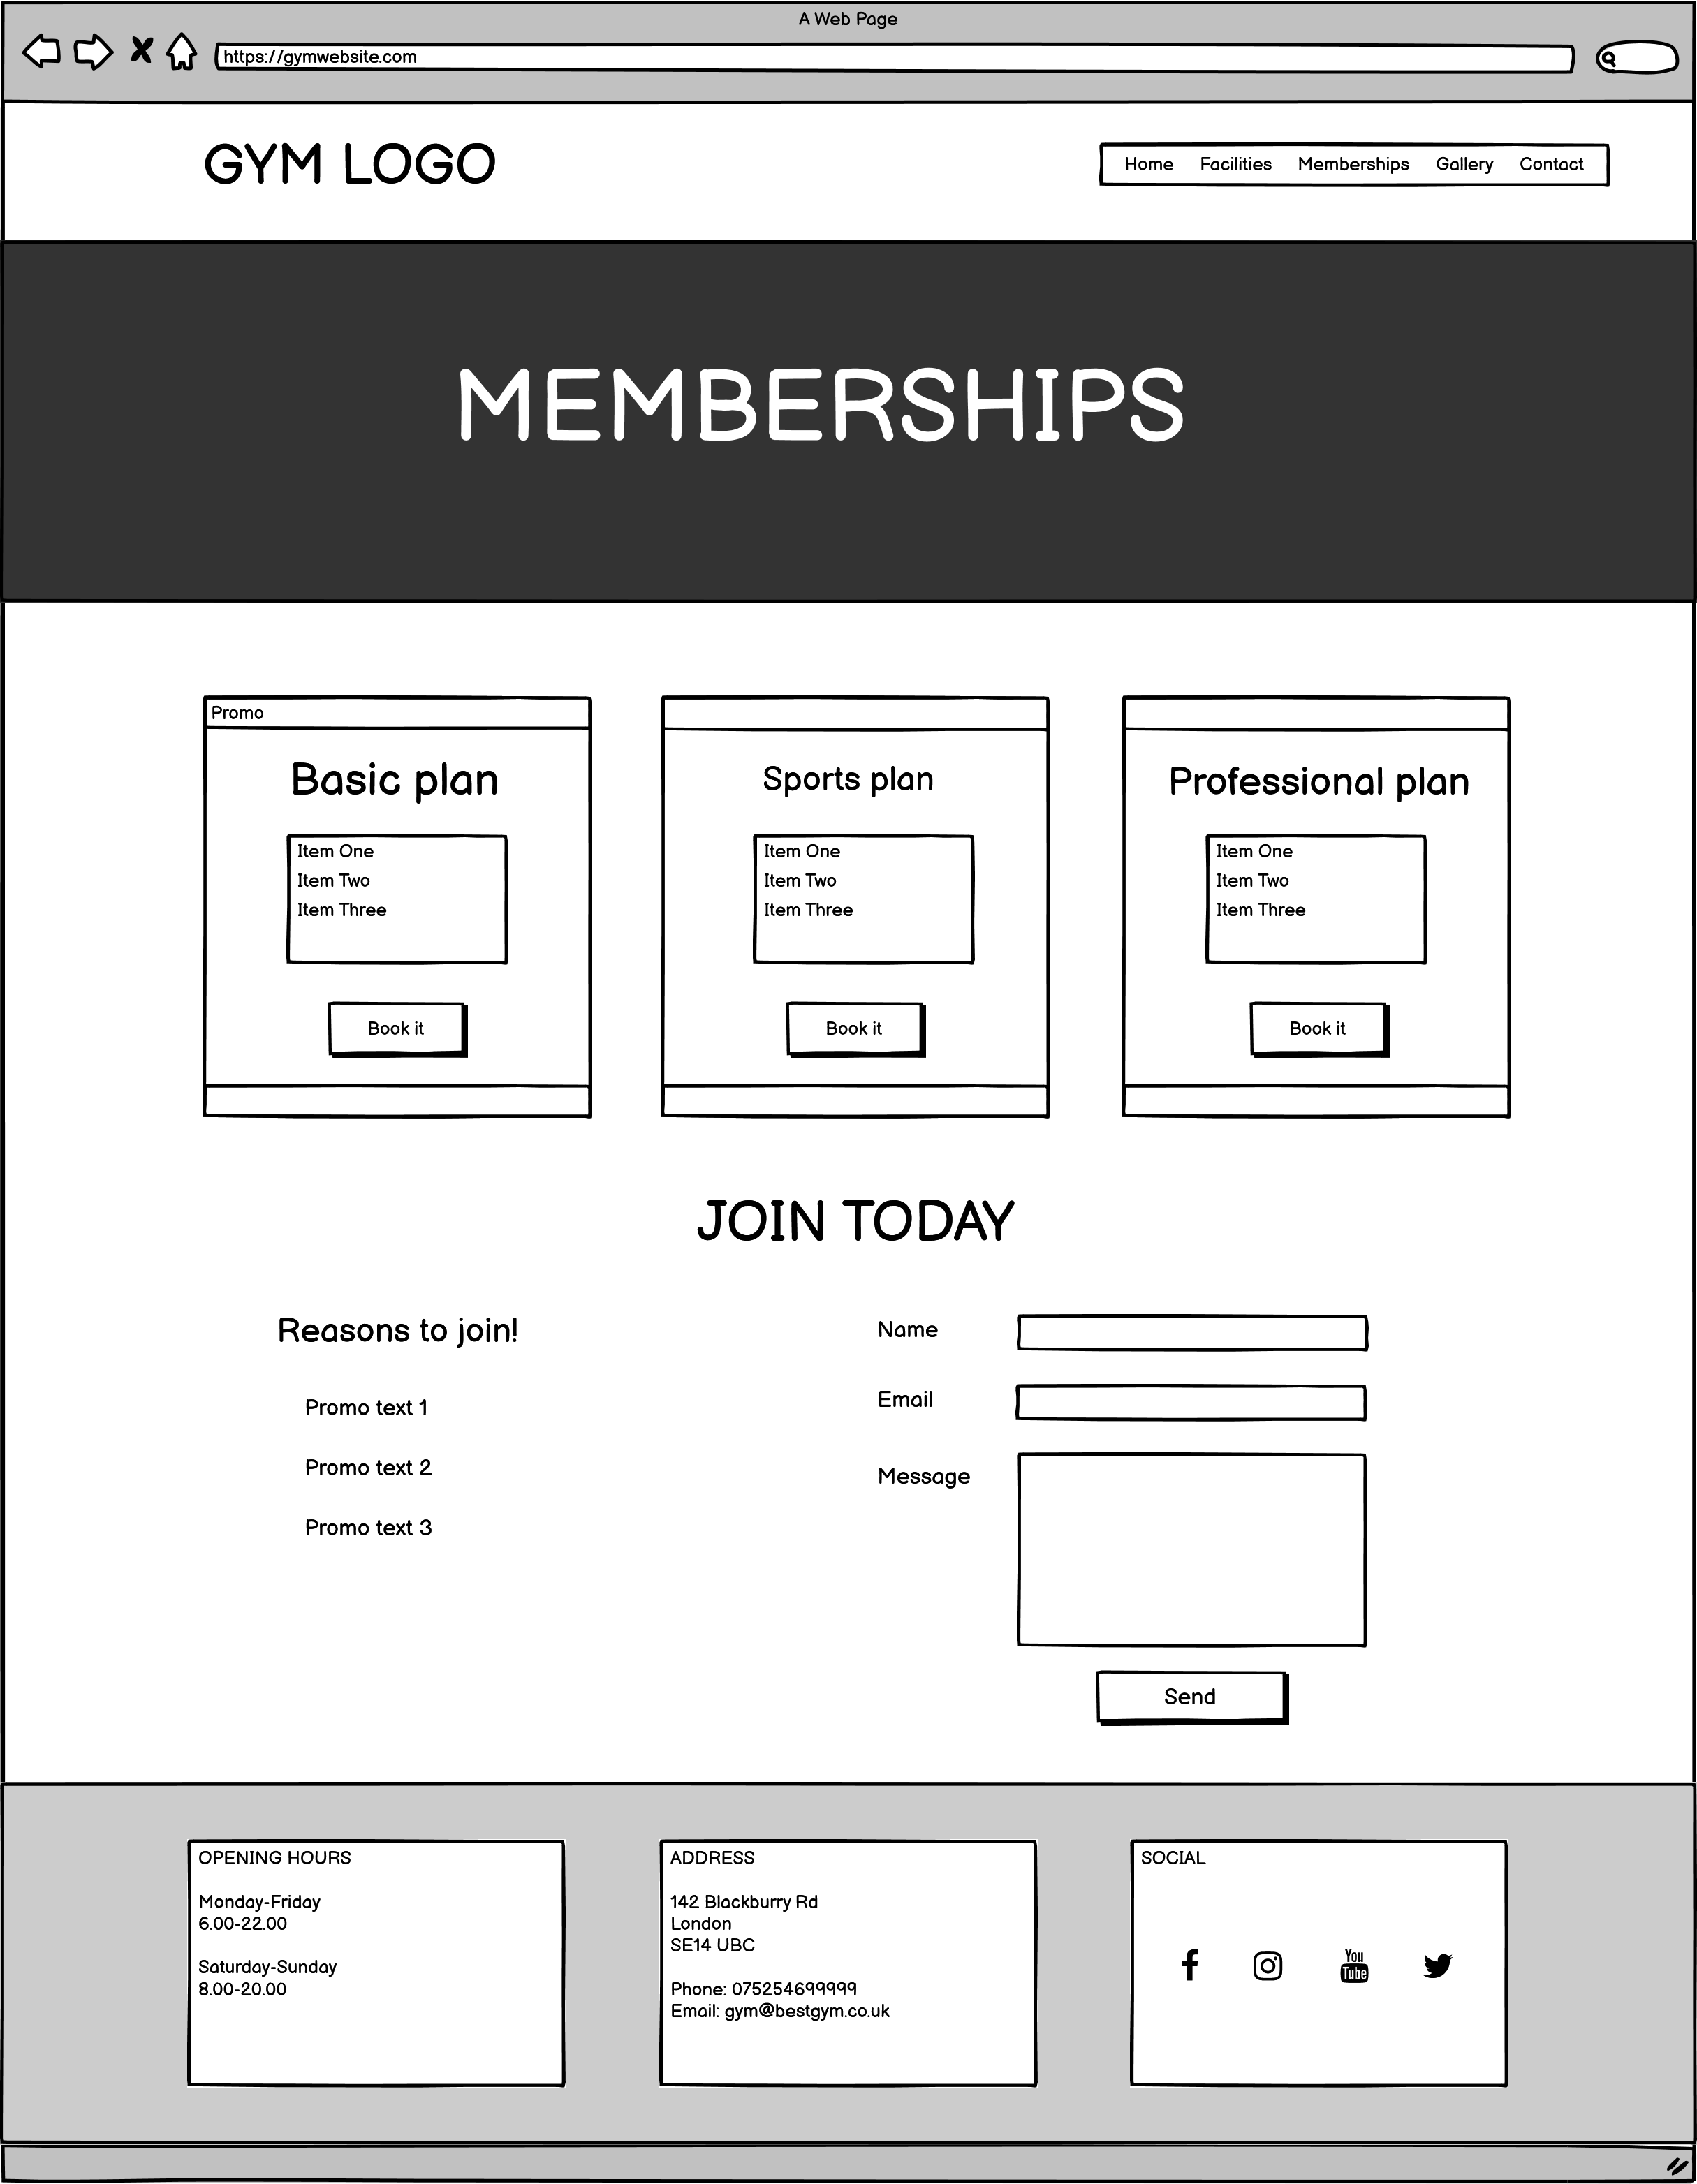 A Web Page
https://gymwebsite.com
GYM LOGO
Home Facilities Memberships Gallery Contact
MEMBERSHIPS
Promo
Basic plan
Item One
Item Two
Item Three
Book it
Sports plan
Item One
Item Two
Item Three
Book it
Professional plan
Item One
Item Two
Item Three
Book it
JOIN TODAY
Reasons to join!
Promo text 1
Promo text 2
Promo text 3
Name
Email
Message
Send
OPENING HOURS
Monday-Friday
6.00-22.00
Saturday-Sunday
8.00-20.00
ADDRESS
142 Blackburry Rd
London
SE14 UBC
Phone: 075254699999
Email: gym@bestgym.co.uk
SOCIAL
You
Tube